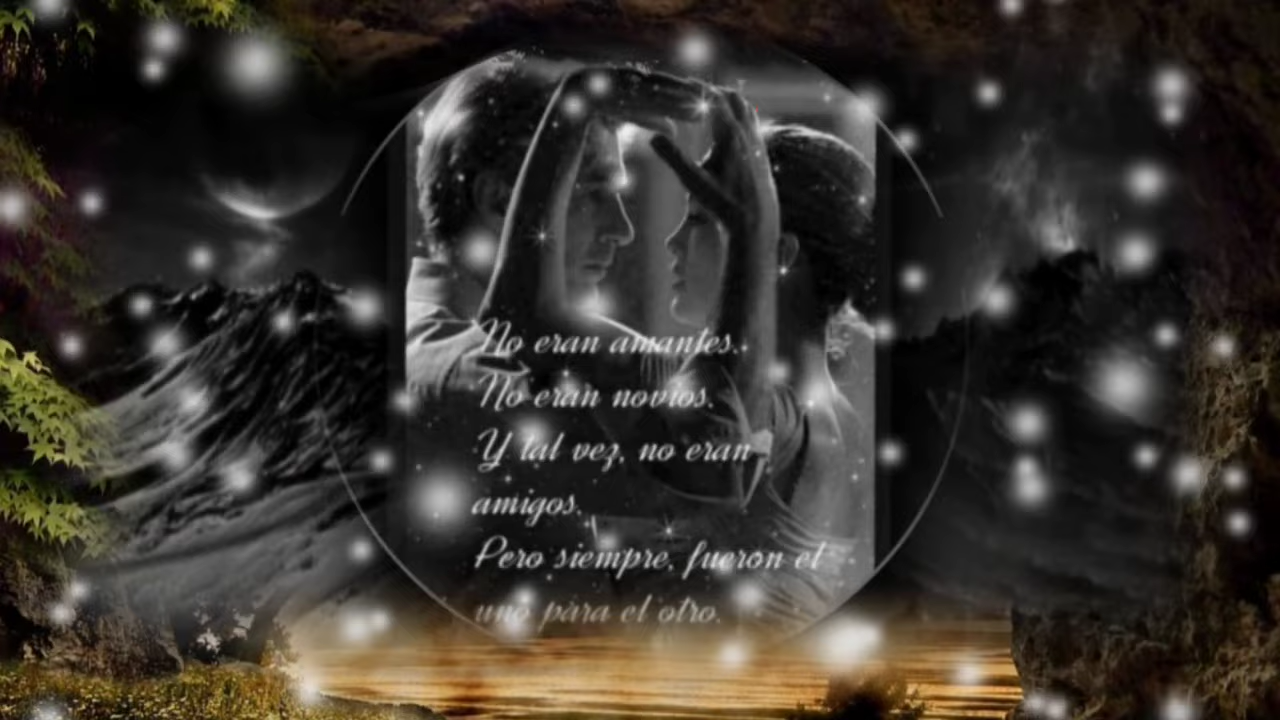 No eran amantes.
No eran novios.
Y tal vez, no eran
amigos.
Pero siempre, fueron el
uno para el otro.